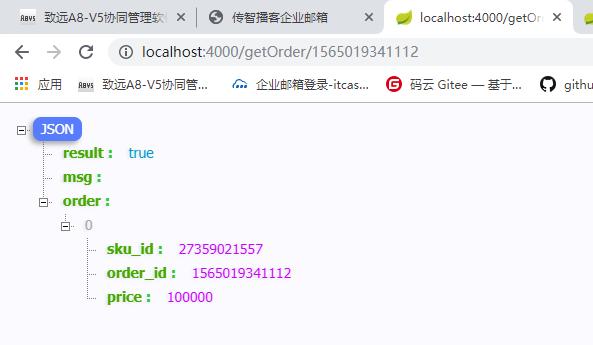 致远A8-V5协同管理软
传智播客企业邮箱
localhost:4000/getOrde
localhost:4000/getOrder/1565019341112
应用
致远A8-V5协同管...
企业邮箱登录-itcas...
码云 Gitee — 基于...
githu
JSON
result : true
msg :
order :
0
sku_id : 27359021557
order_id : 1565019341112
price : 100000